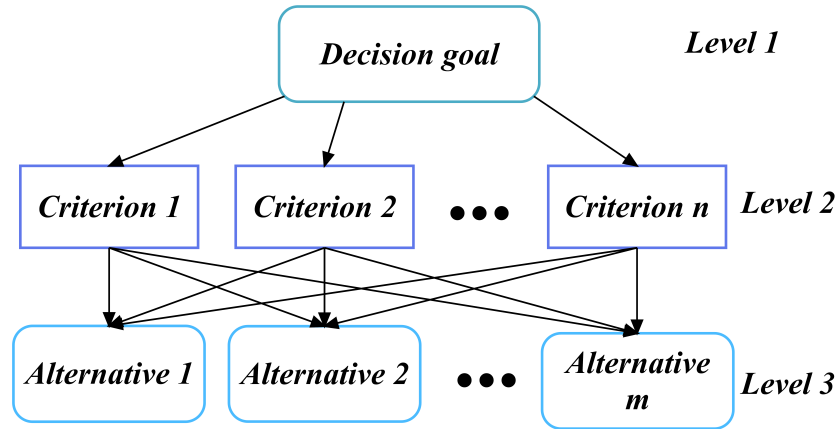 Decision goal
Level 1
Criterion 1
Criterion 2
Criterion n
Level 2
Alternative 1
Alternative 2
Alternative
m
Level 3